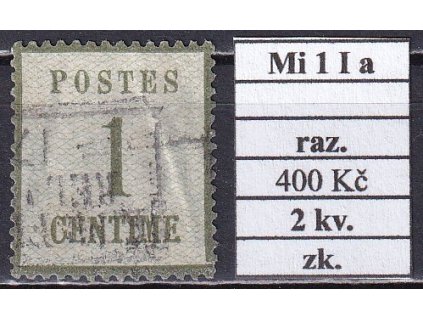 POSTES
1
CENTIME
Mi 1 I a
raz.
400 Kč
2 kv.
zk.